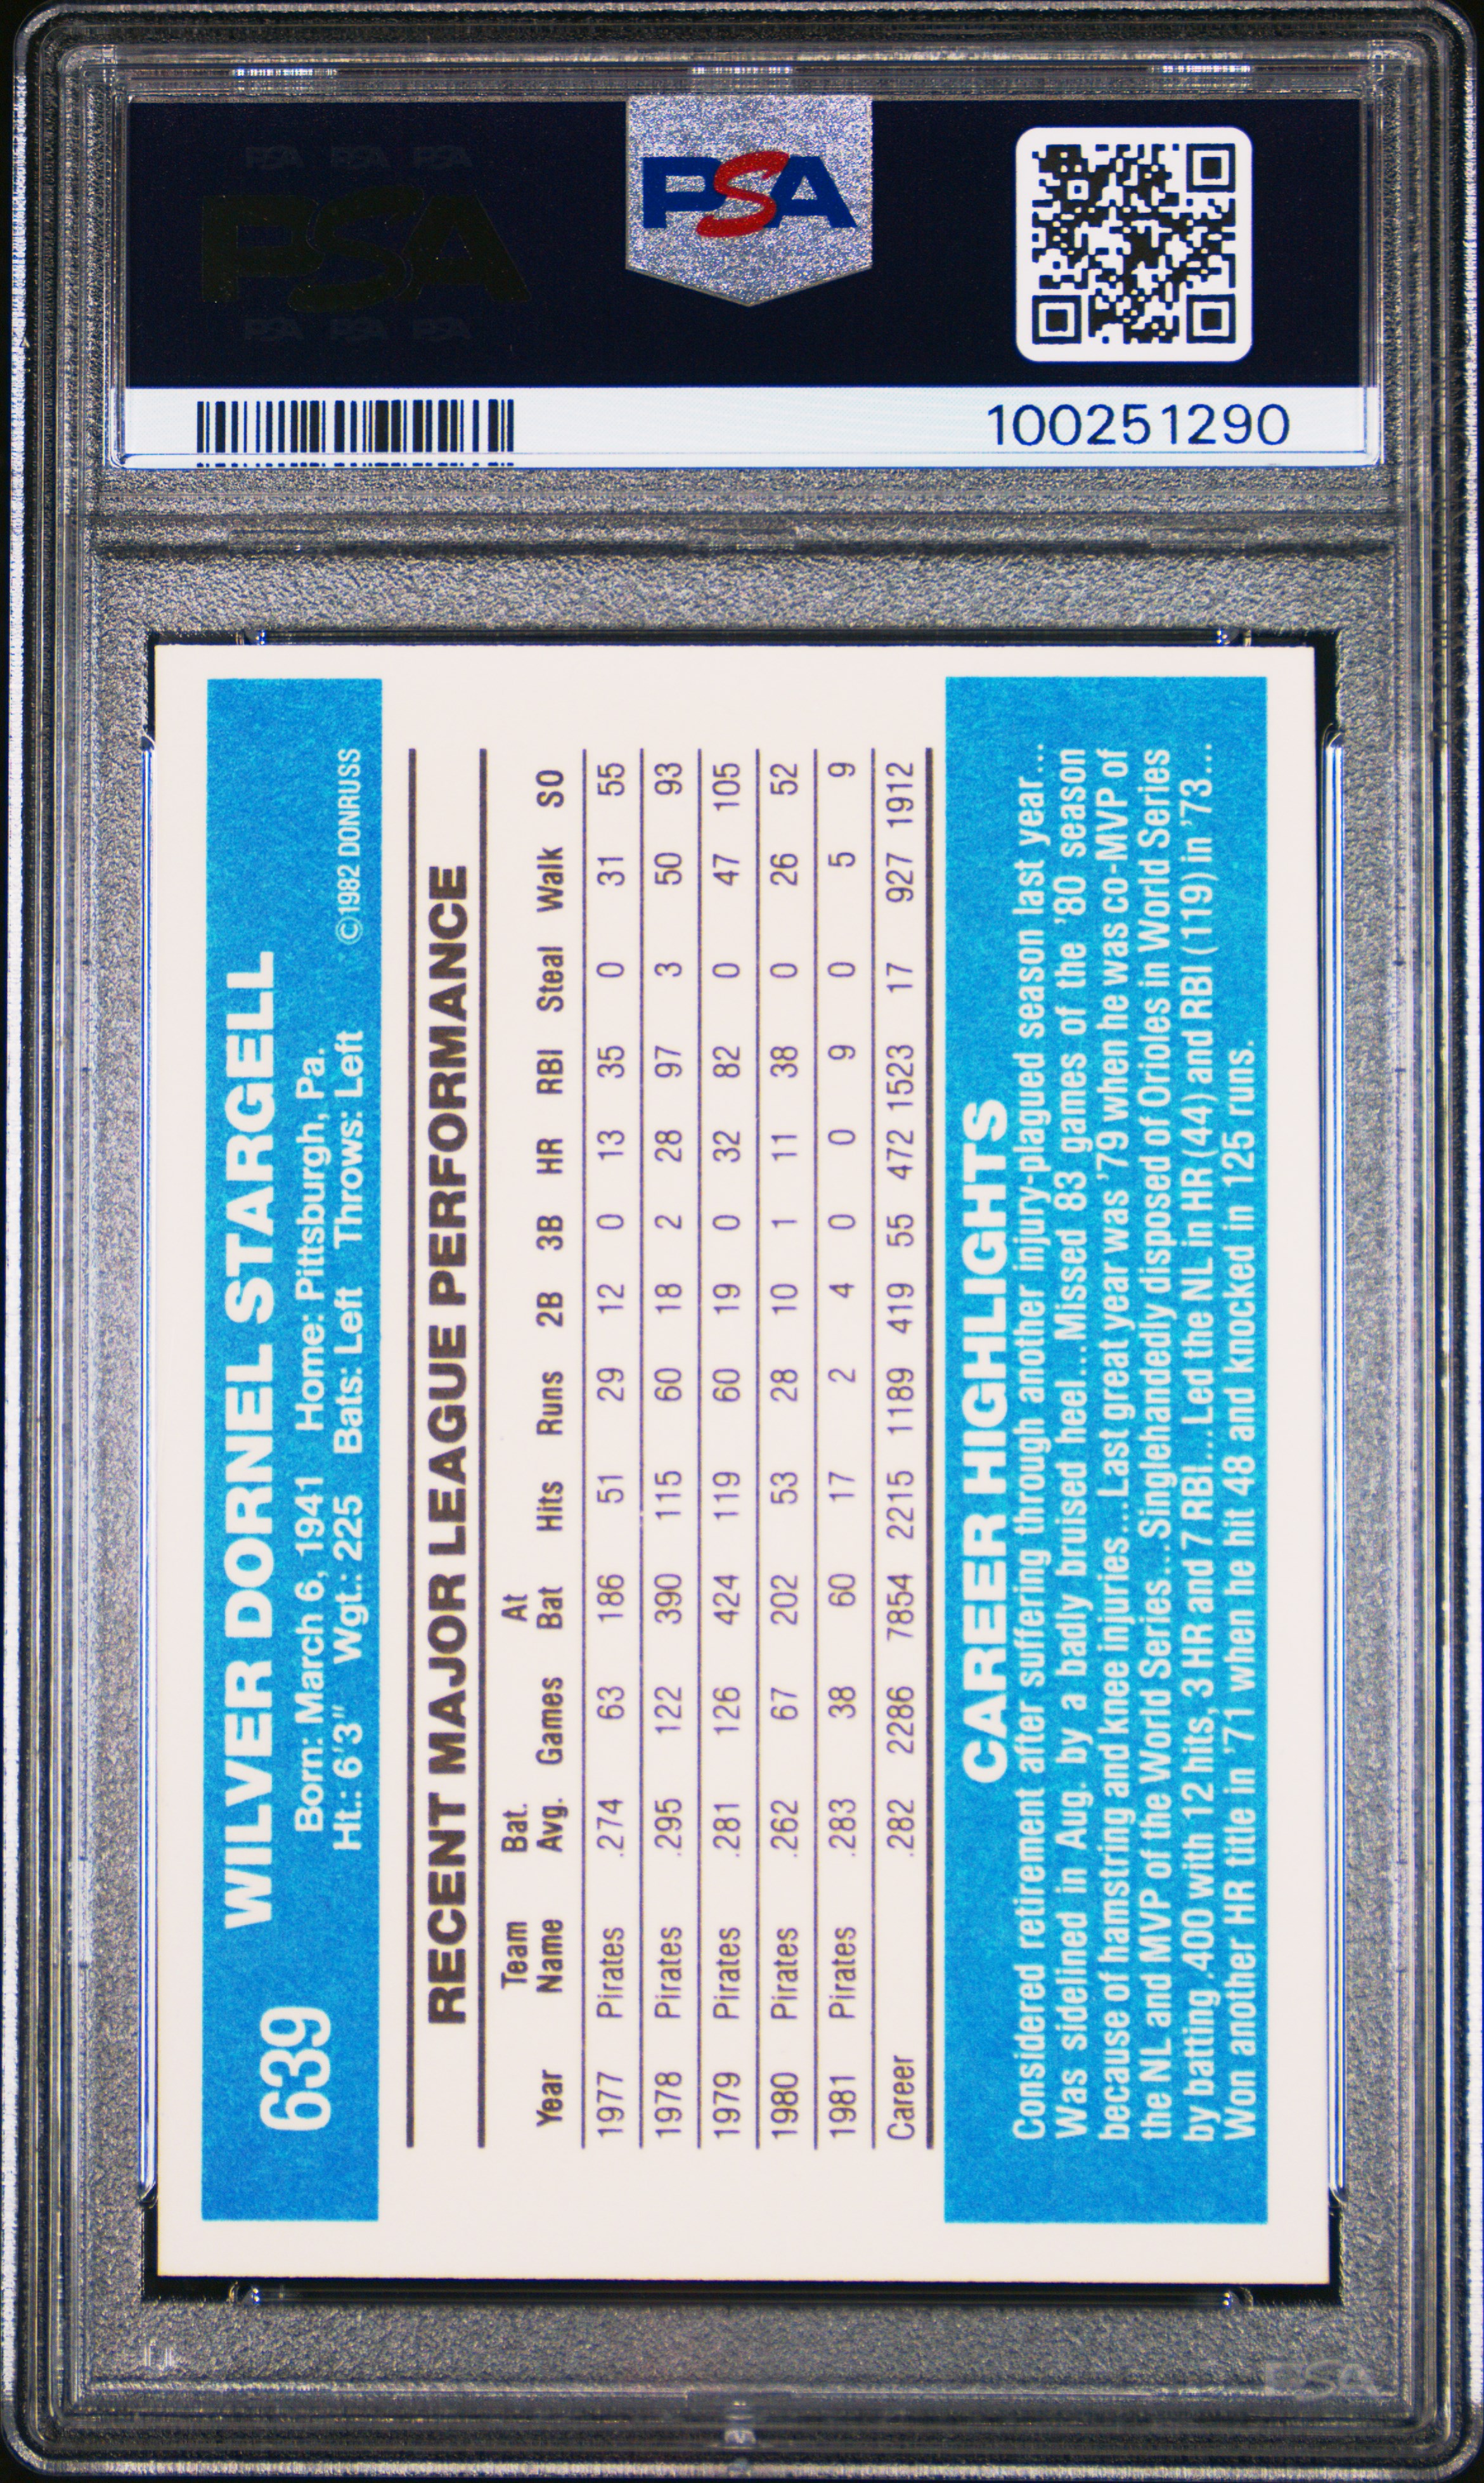 PSA PSA PSA
PSA
PSA PSA PSA
PSA
100251290
639 WILVER DORNEL STARGELL
Born: March 6, 1941 Home: Pittsburgh, Pa.
Ht.: 6'3" Wgt.: 225 Bats: Left Throws: Left ©1982 DONRUSS
RECENT MAJOR LEAGUE PERFORMANCE
Team Bat. At
Year Name Avg. Games Bat Hits Runs 2B 3B HR RBI Steal Walk SO
1977 Pirates .274 63 186 51 29 12 0 13 35 0 31 55
1978 Pirates .295 122 390 115 60 18 2 28 97 3 50 93
1979 Pirates .281 126 424 119 60 19 0 32 82 0 47 105
1980 Pirates .262 67 202 53 28 10 1 11 38 0 26 52
1981 Pirates .283 38 60 17 2 4 0 0 9 0 5 9
Career .282 2286 7854 2215 1189 419 55 472 1523 17 927 1912
CAREER HIGHLIGHTS
Considered retirement after suffering through another injury-plagued season last year...
Was sidelined in Aug. by a badly bruised heel...Missed 83 games of the '80 season
because of hamstring and knee injuries...Last great year was '79 when he was co-MVP of
the NL and MVP of the World Series...Singlehandedly disposed of Orioles in World Series
by batting .400 with 12 hits, 3 HR and 7 RBI...Led the NL in HR (44) and RBI (119) in '73...
Won another HR title in '71 when he hit 48 and knocked in 125 runs.
PSA